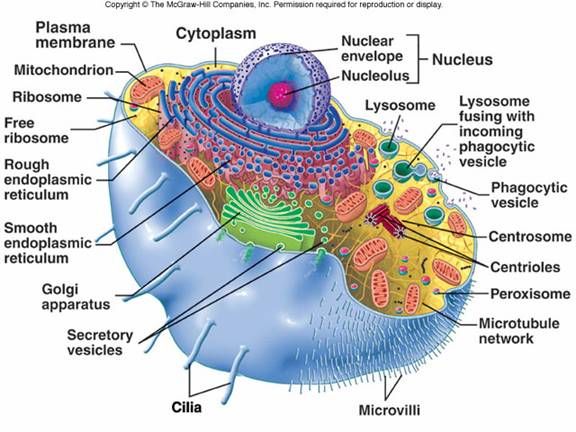 Copyright © The McGraw-Hill Companies, Inc. Permission required for reproduction or display.
Plasma
membrane
Mitochondrion
Ribosome
Free
ribosome
Rough
endoplasmic
reticulum
Smooth
endoplasmic
reticulum
Golgi
apparatus
Secretory
vesicles
Cilia
Cytoplasm
Nuclear
envelope
Nucleolus
Nucleus
Lysosome
Lysosome
fusing with
incoming
phagocytic
vesicle
Phagocytic
vesicle
Centrosome
Centrioles
Peroxisome
Microtubule
network
Microvilli